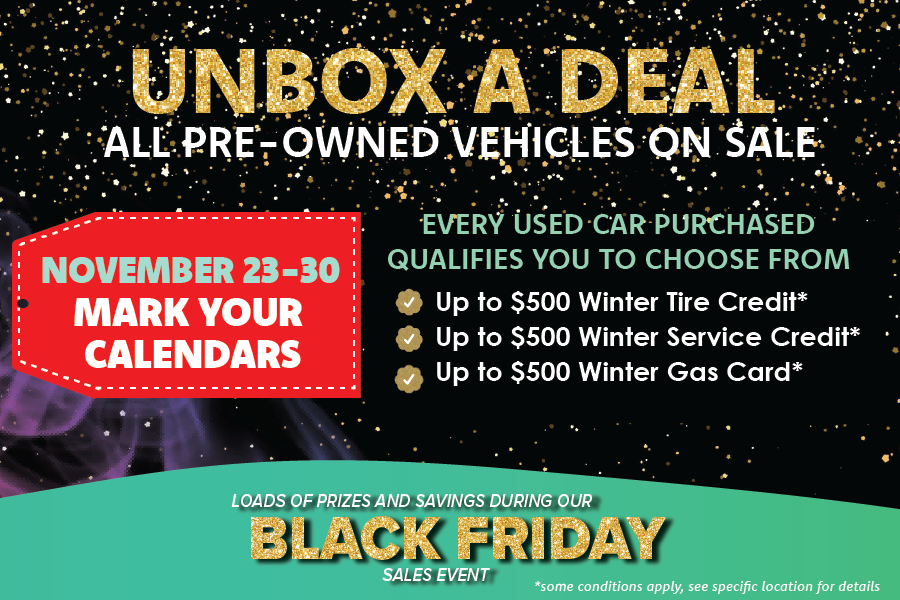 UNBOX A DEAL
ALL PRE-OWNED VEHICLES ON SALE
NOVEMBER 23-30
MARK YOUR
CALENDARS
EVERY USED CAR PURCHASED
QUALIFIES YOU TO CHOOSE FROM
Up to $500 Winter Tire Credit*
Up to $500 Winter Service Credit*
Up to $500 Winter Gas Card*
LOADS OF PRIZES AND SAVINGS DURING OUR
BLACK FRIDAY
SALES EVENT
*some conditions apply, see specific location for details